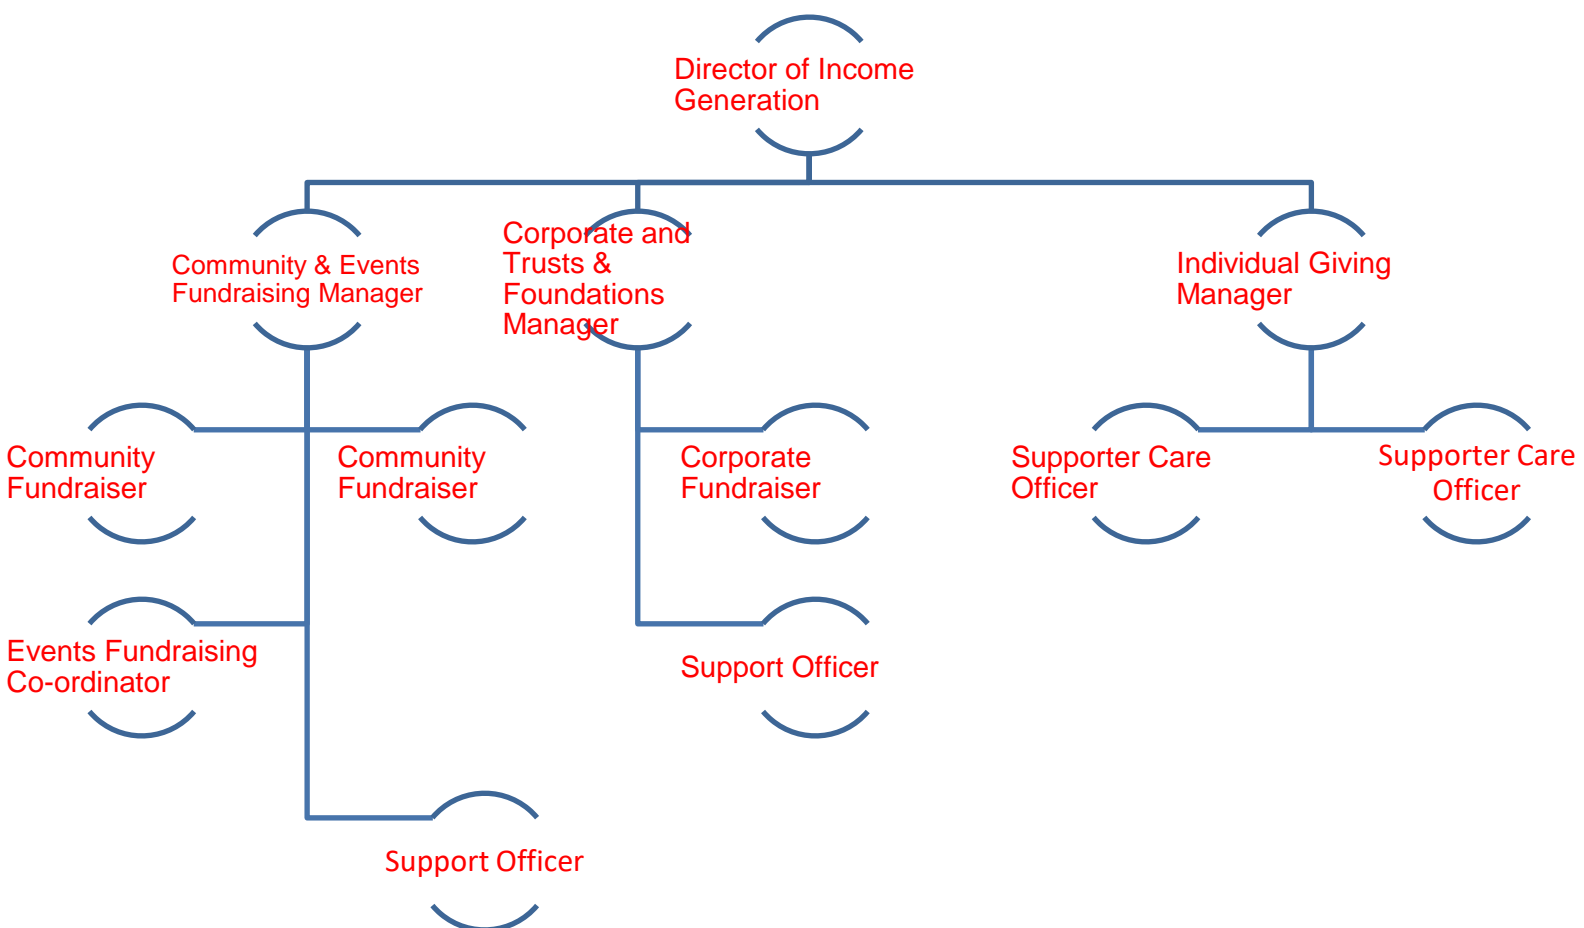 Director of Income
Generation
Community & Events
Fundraising Manager
Corporate and
Trusts &
Foundations
Manager
Individual Giving
Manager
Community
Fundraiser
Community
Fundraiser
Corporate
Fundraiser
Supporter Care
Officer
Supporter Care
Officer
Events Fundraising
Co-ordinator
Support Officer
Support Officer